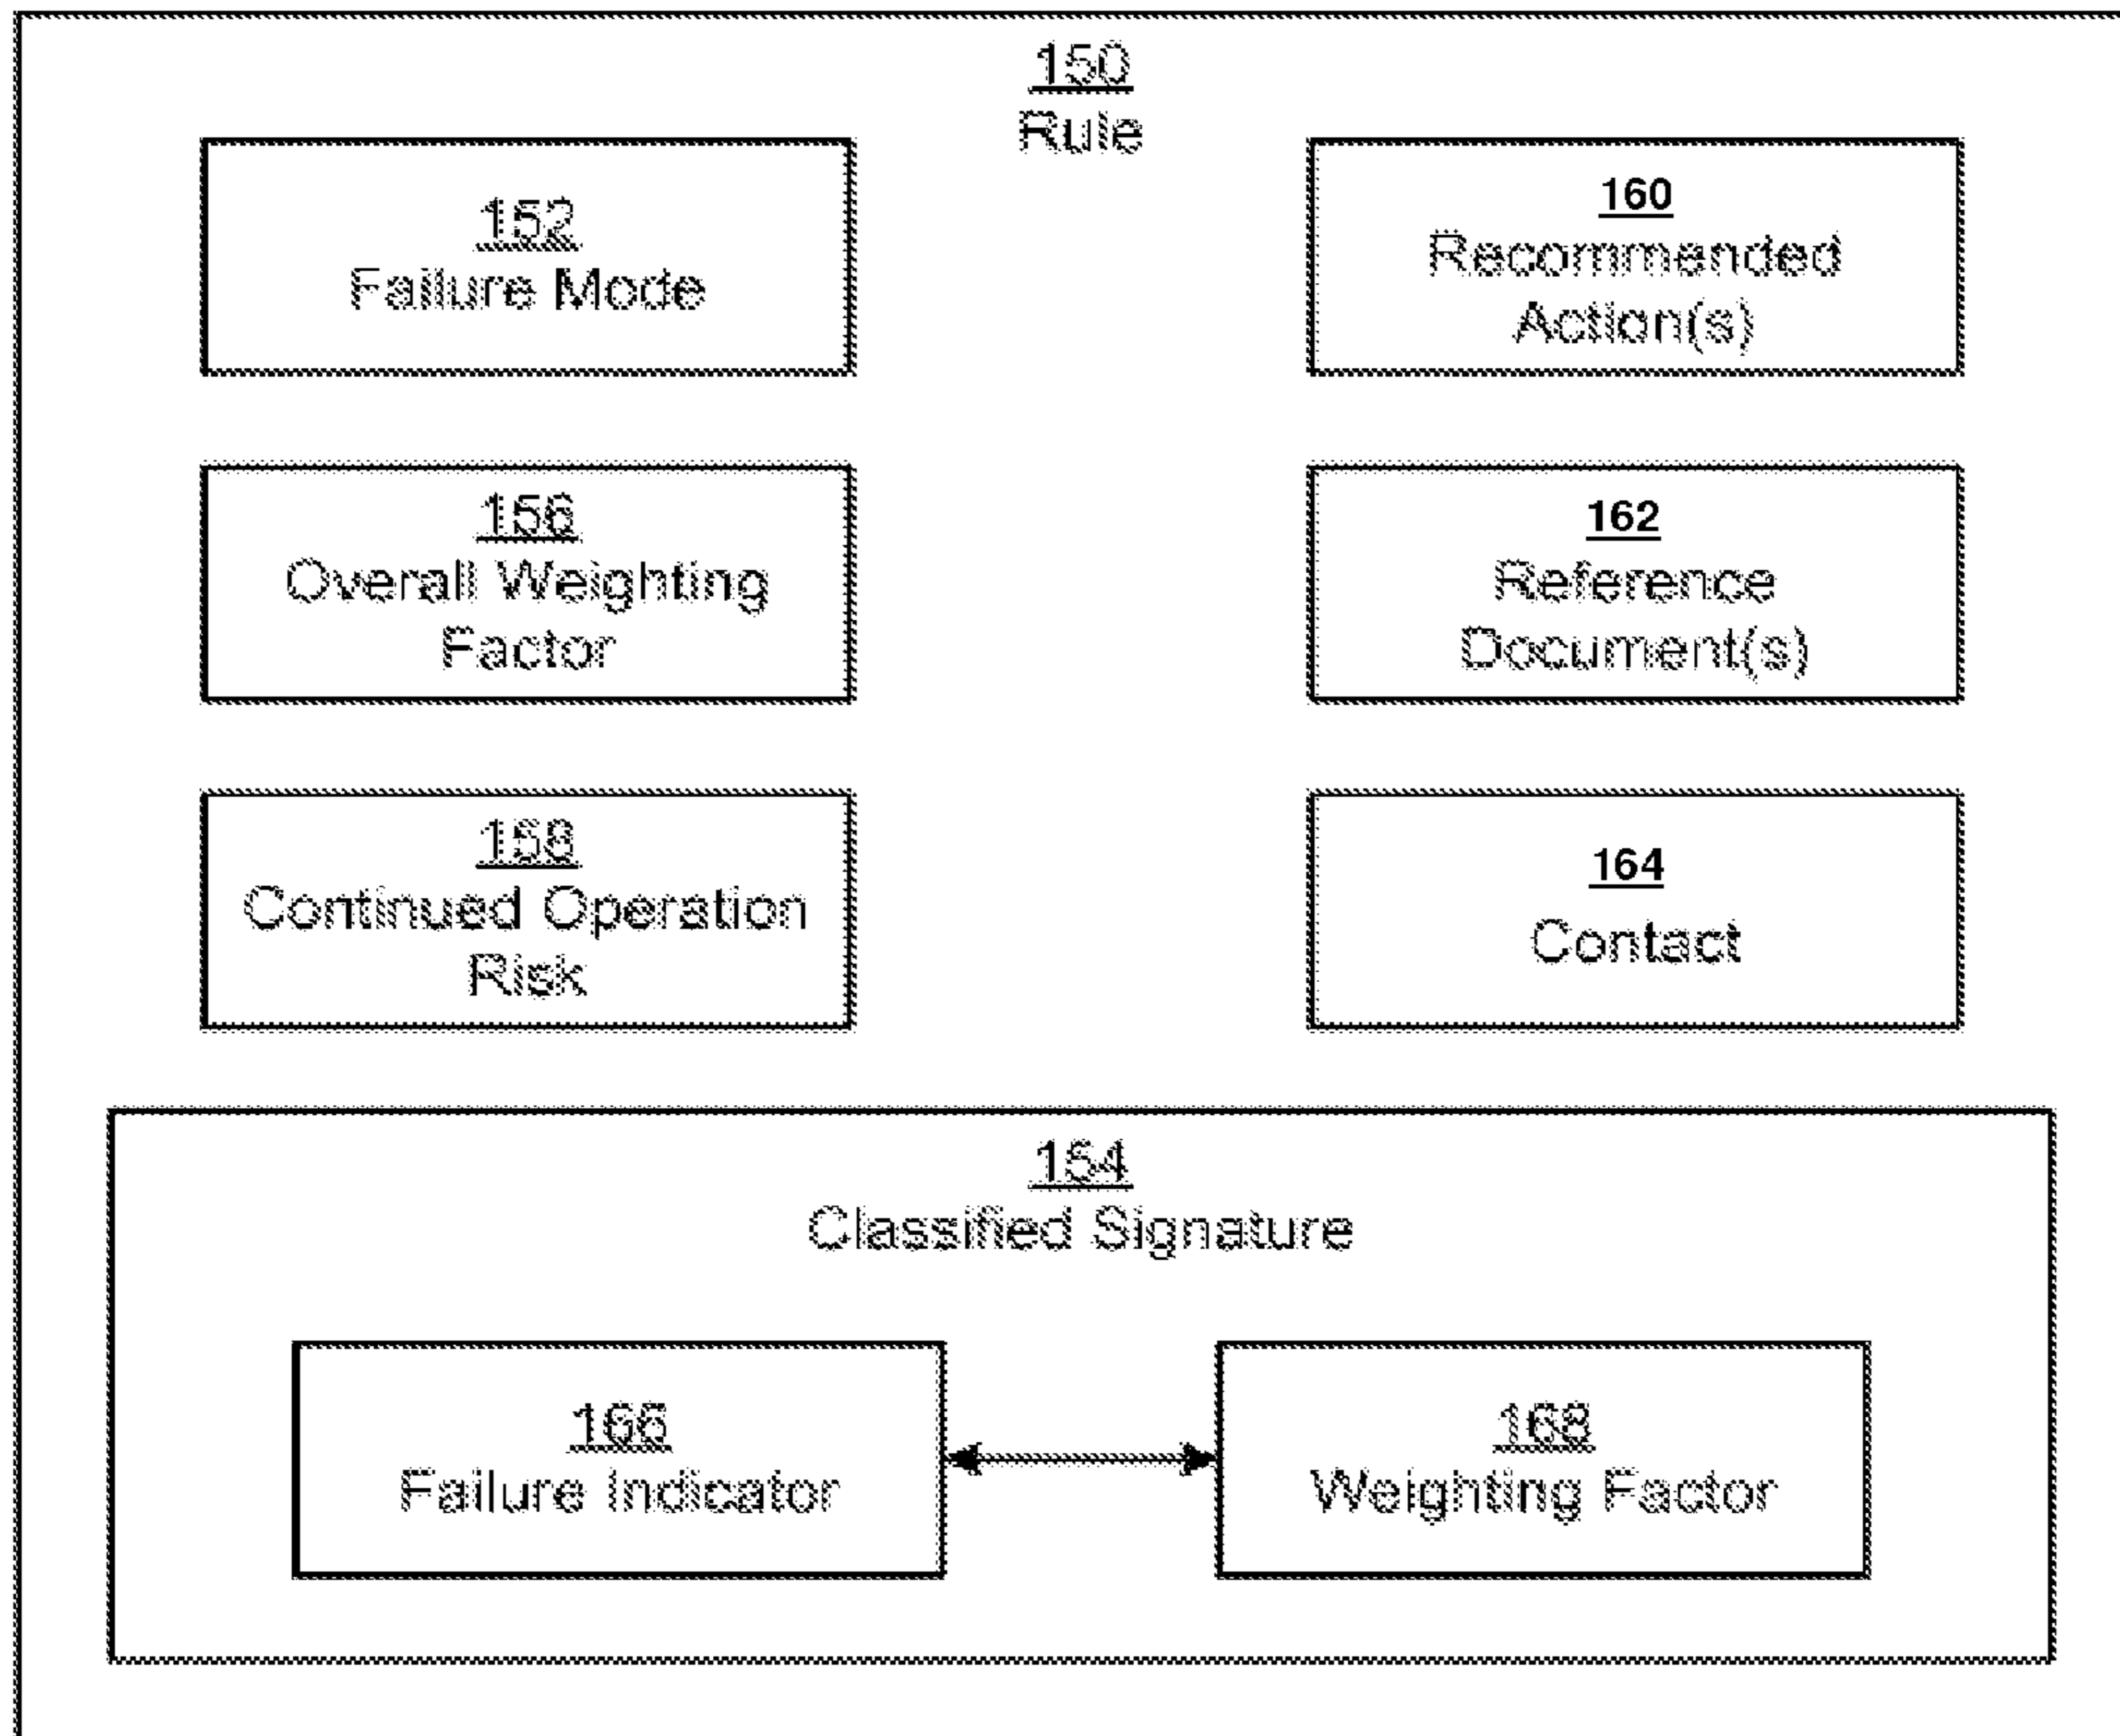 150
Rule
152
Failure Mode
160
Recommended
Action(s)
156
Overall Weighting
Factor
162
Reference
Document(s)
158
Continued Operation
Risk
164
Contact
154
Classified Signature
166
Failure Indicator
168
Weighting Factor